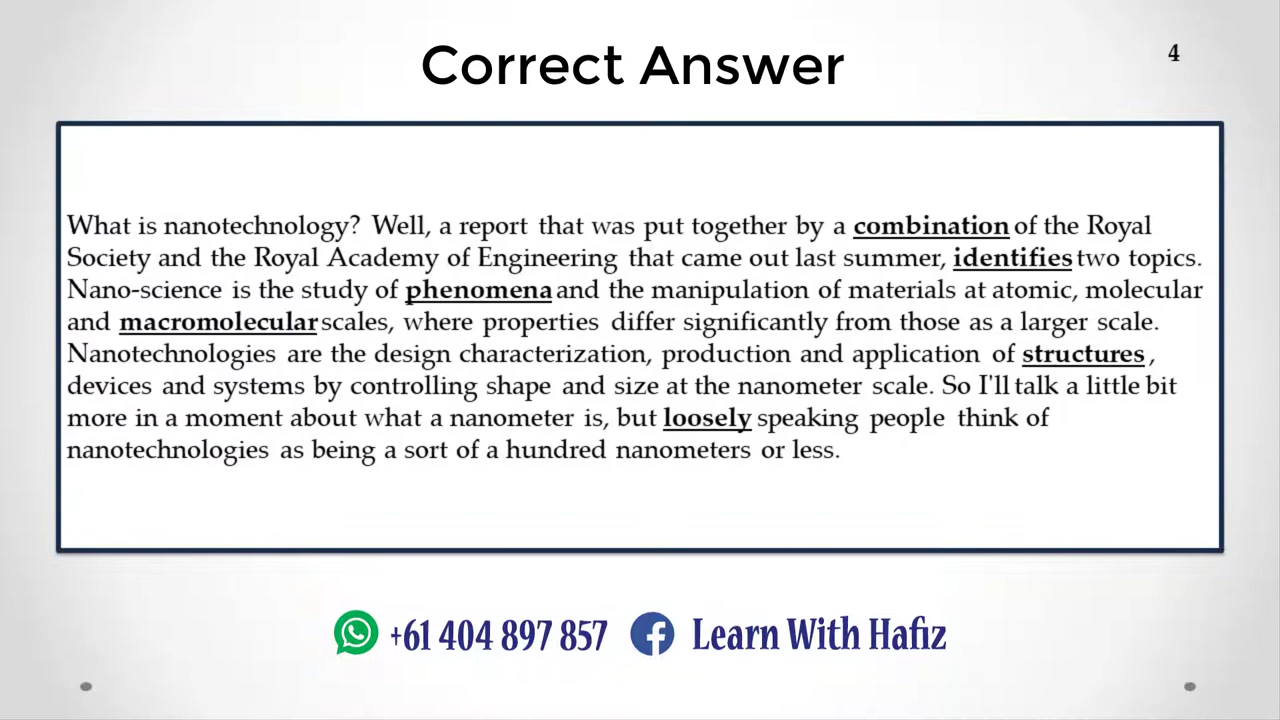 Correct Answer
4
What is nanotechnology? Well, a report that was put together by a combination of the Royal
Society and the Royal Academy of Engineering that came out last summer, identifies two topics.
Nano-science is the study of phenomena and the manipulation of materials at atomic, molecular
and macromolecular scales, where properties differ significantly from those as a larger scale.
Nanotechnologies are the design characterization, production and application of structures,
devices and systems by controlling shape and size at the nanometer scale. So I'll talk a little bit
more in a moment about what a nanometer is, but loosely speaking people think of
nanotechnologies as being a sort of a hundred nanometers or less.
+61 404 897 857 Learn With Hafiz